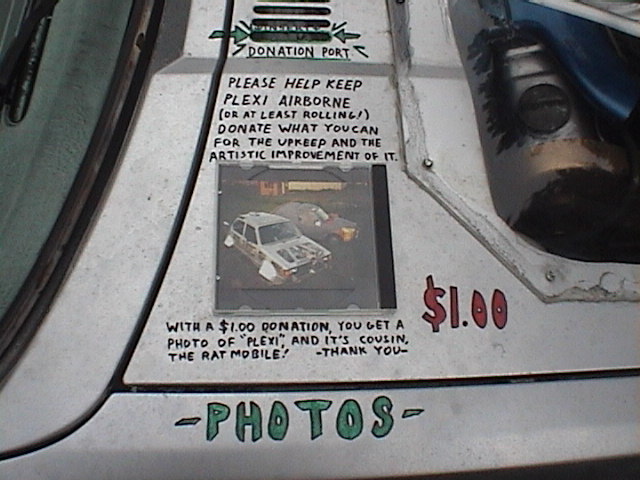 INSERT
DONATION PORT
PLEASE HELP KEEP
PLEXI AIRBORNE
(OR AT LEAST ROLLING!)
DONATE WHAT YOU CAN
FOR THE UPKEEP AND THE
ARTISTIC IMPROVEMENT OF IT.
$1.00
WITH A $1.00 DONATION, YOU GET A
PHOTO OF "PLEXI", AND IT'S COUSIN,
THE RAT MOBILE! -THANK YOU-
-PHOTOS-